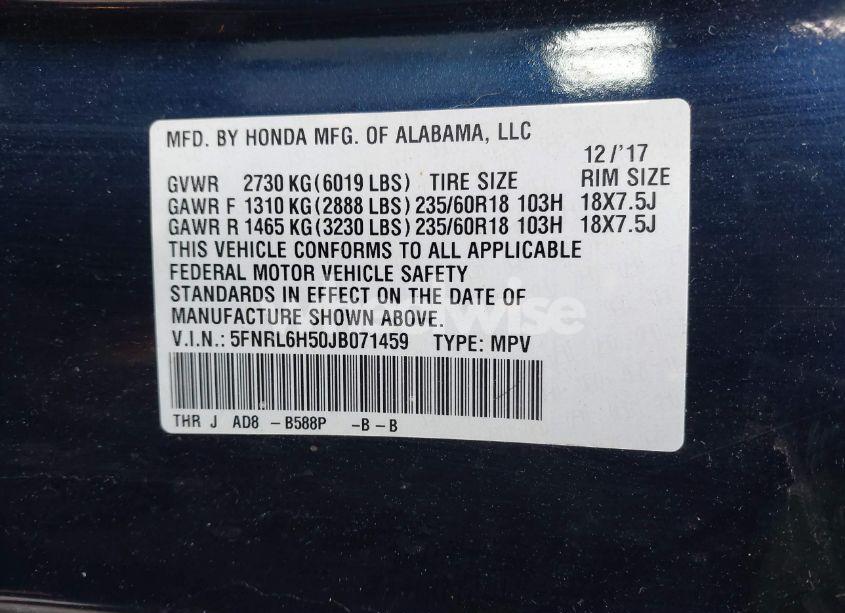 MFD. BY HONDA MFG. OF ALABAMA, LLC
12/'17
GVWR 2730 KG(6019 LBS) TIRE SIZE RIM SIZE
GAWR F 1310 KG(2888 LBS) 235/60R18 103H 18X7.5J
GAWR R 1465 KG(3230 LBS) 235/60R18 103H 18X7.5J
THIS VEHICLE CONFORMS TO ALL APPLICABLE
FEDERAL MOTOR VEHICLE SAFETY
STANDARDS IN EFFECT ON THE DATE OF
MANUFACTURE SHOWN ABOVE.
V.I.N.: 5FNRL6H50JB071459 TYPE: MPV
THR J AD8 - B588P -B - B